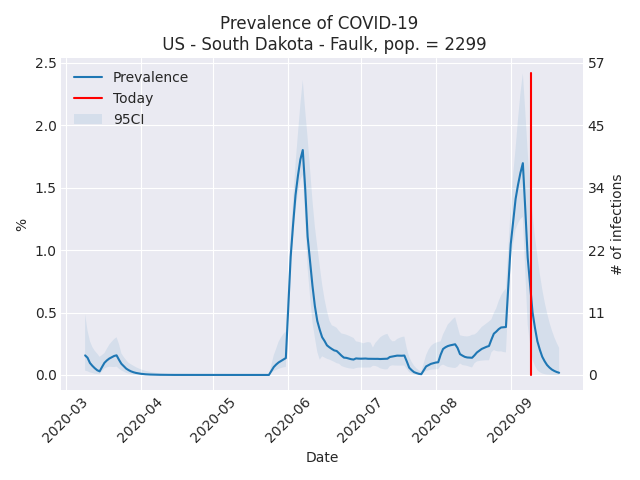 Prevalence of COVID-19
US - South Dakota - Faulk, pop. = 2299
Prevalence
Today
95CI
2.5
2.0
1.5
1.0
0.5
0.0
%
57
45
34
22
11
0
# of infections
2020-03
2020-04
2020-05
2020-06
2020-07
2020-08
2020-09
Date